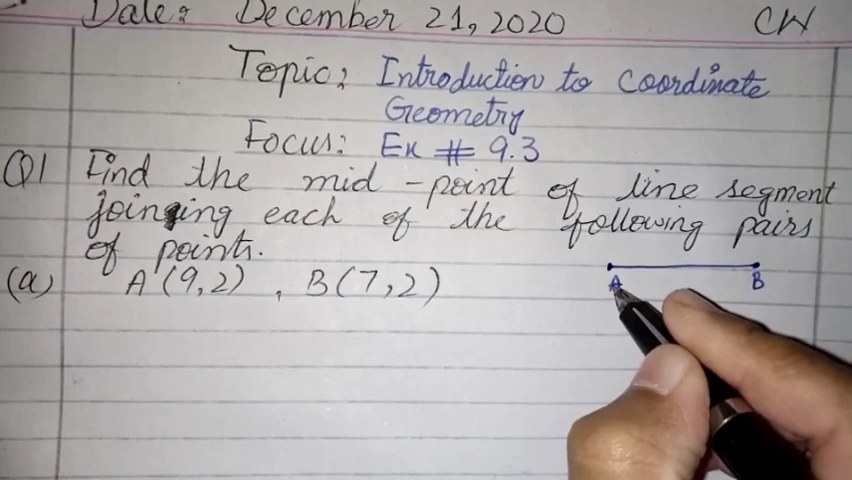 Date: December 21, 2020 CW
Topic: Introduction to Coordinate
Geometry
Focus: Ex # 9.3
Q1 Find the mid-point of line segment
joining each of the following pairs
of points.
(a) A(9,2), B(7,2)
A B